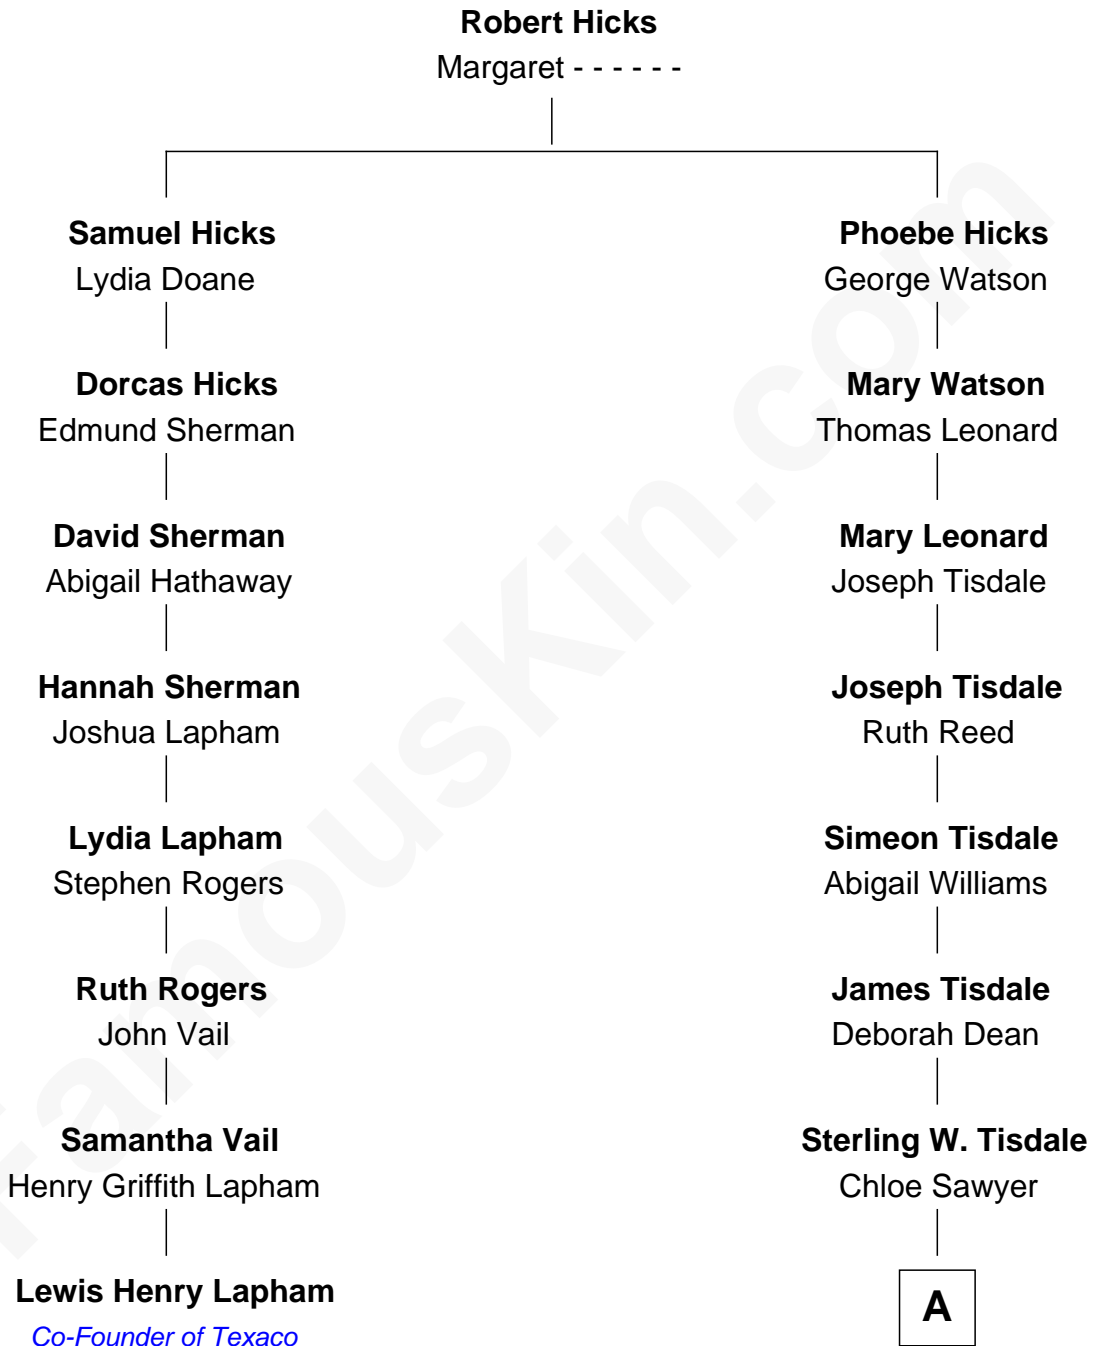 Robert Hicks
Margaret - - - - - -
Samuel Hicks
Lydia Doane
Phoebe Hicks
George Watson
Dorcas Hicks
Edmund Sherman
Mary Watson
Thomas Leonard
David Sherman
Abigail Hathaway
Mary Leonard
Joseph Tisdale
Hannah Sherman
Joshua Lapham
Joseph Tisdale
Ruth Reed
Lydia Lapham
Stephen Rogers
Simeon Tisdale
Abigail Williams
Ruth Rogers
John Vail
James Tisdale
Deborah Dean
Samantha Vail
Henry Griffith Lapham
Sterling W. Tisdale
Chloe Sawyer
Lewis Henry Lapham
Co-Founder of Texaco
A
FamousKin.com